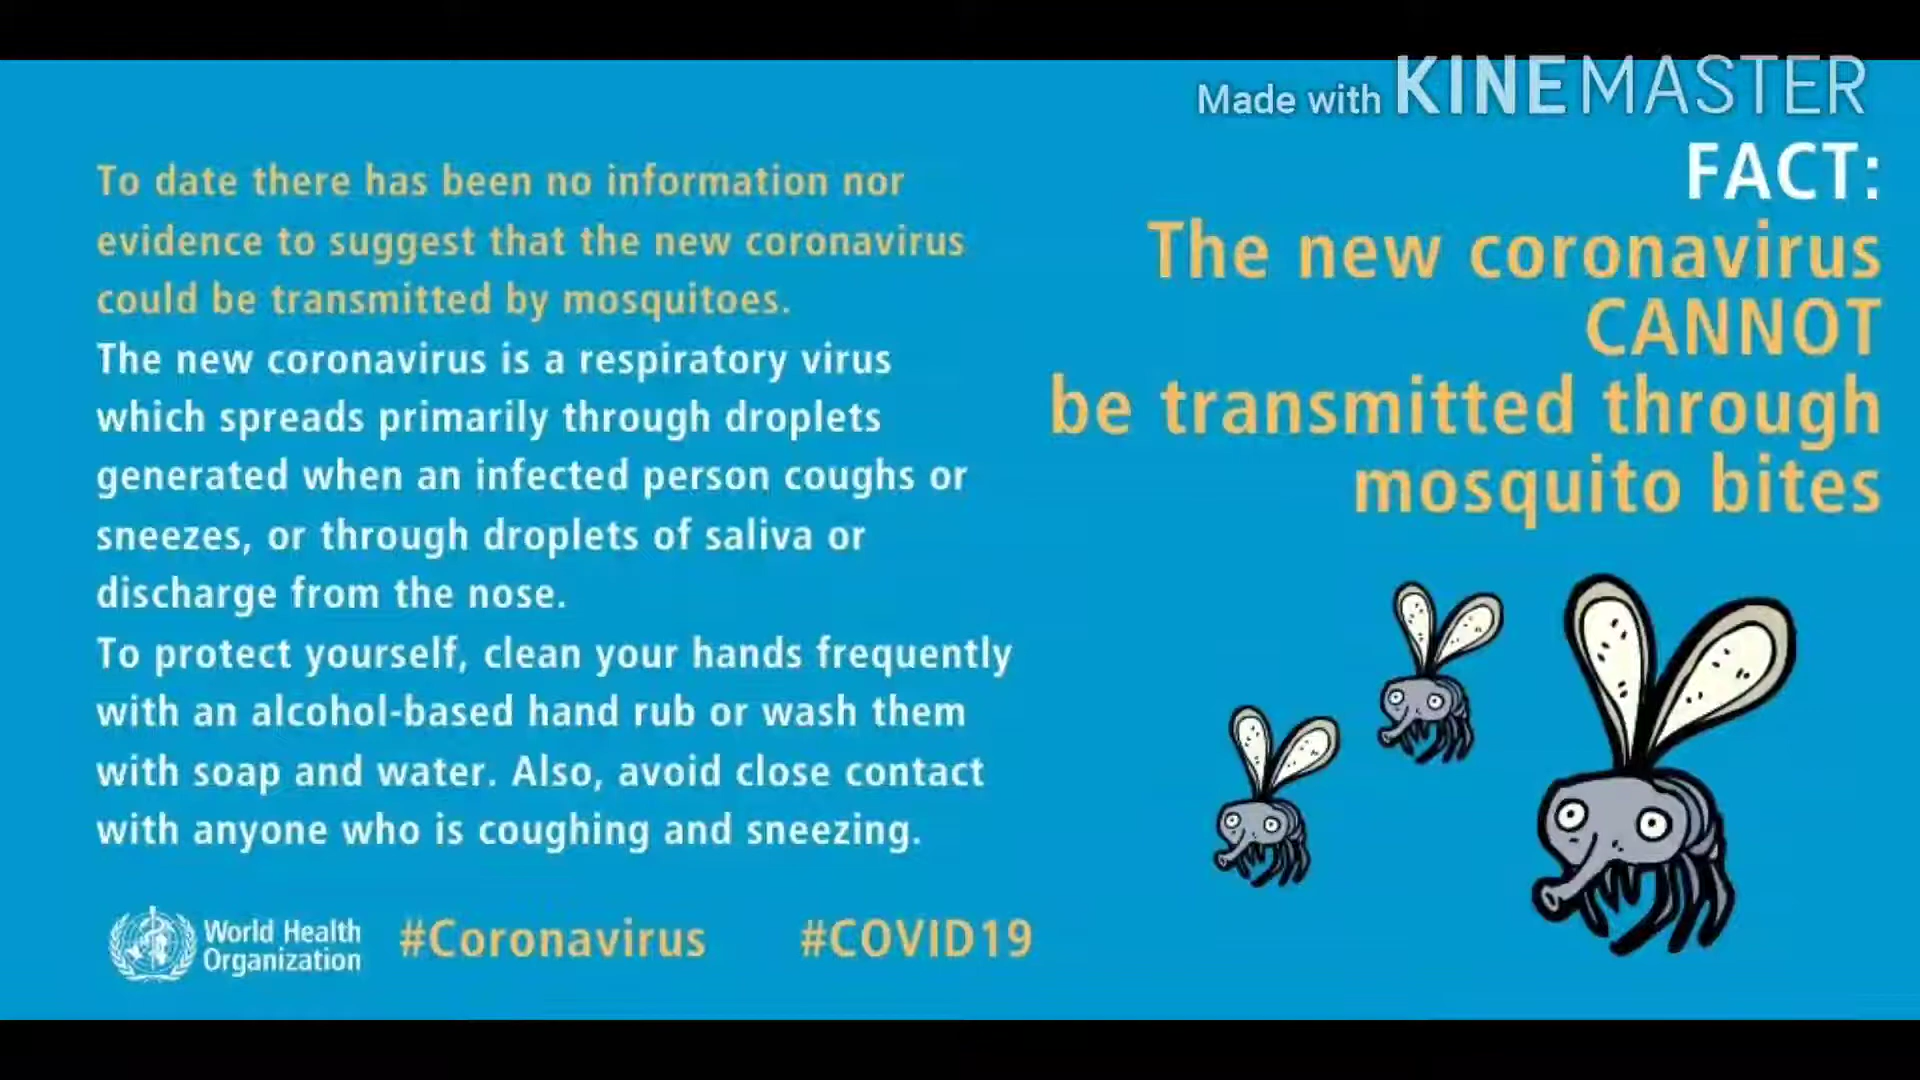 Made with KINEMASTER
FACT:
The new coronavirus
CANNOT
be transmitted through
mosquito bites
To date there has been no information nor
evidence to suggest that the new coronavirus
could be transmitted by mosquitoes.
The new coronavirus is a respiratory virus
which spreads primarily through droplets
generated when an infected person coughs or
sneezes, or through droplets of saliva or
discharge from the nose.
To protect yourself, clean your hands frequently
with an alcohol-based hand rub or wash them
with soap and water. Also, avoid close contact
with anyone who is coughing and sneezing.
World Health
Organization
#Coronavirus
#COVID19